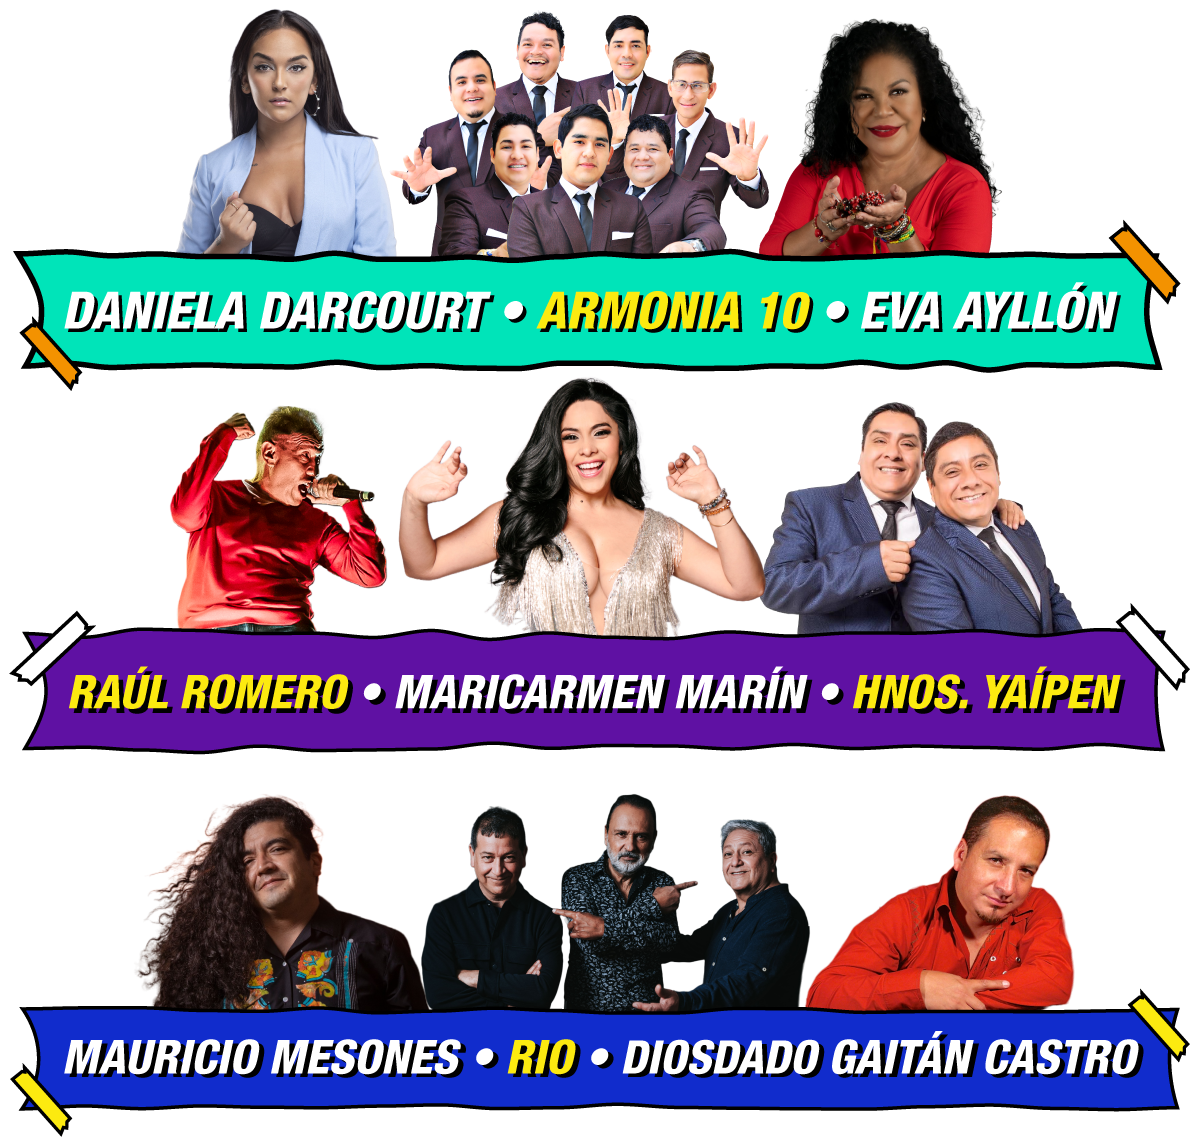 DANIELA DARCOURT • ARMONIA 10 • EVA AYLLÓN
RAÚL ROMERO • MARICARMEN MARÍN • HNOS. YAÍPEN
MAURICIO MESONES • RIO • DIOSDADO GAITÁN CASTRO